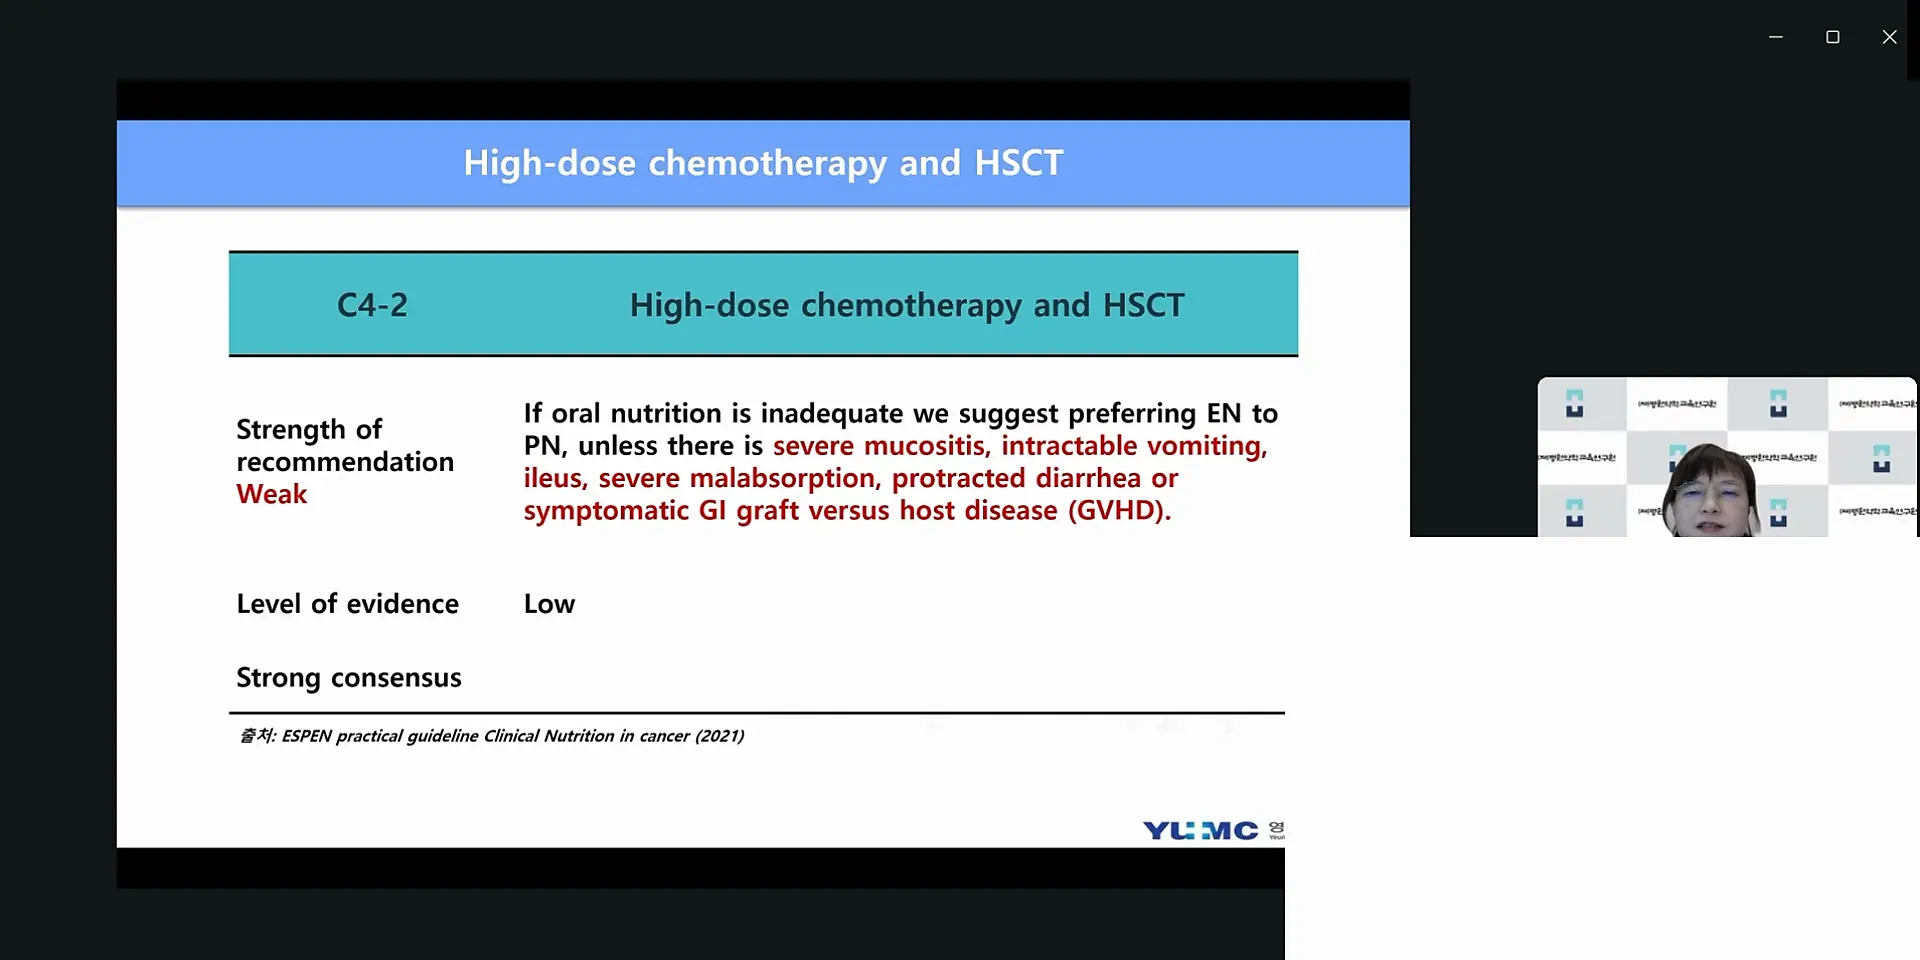 High-dose chemotherapy and HSCT
C4-2
High-dose chemotherapy and HSCT
Strength of
recommendation
Weak
If oral nutrition is inadequate we suggest preferring EN to
PN, unless there is severe mucositis, intractable vomiting,
ileus, severe malabsorption, protracted diarrhea or
symptomatic GI graft versus host disease (GVHD).
Level of evidence
Low
Strong consensus
출처: ESPEN practical guideline Clinical Nutrition in cancer (2021)
YUMC 영